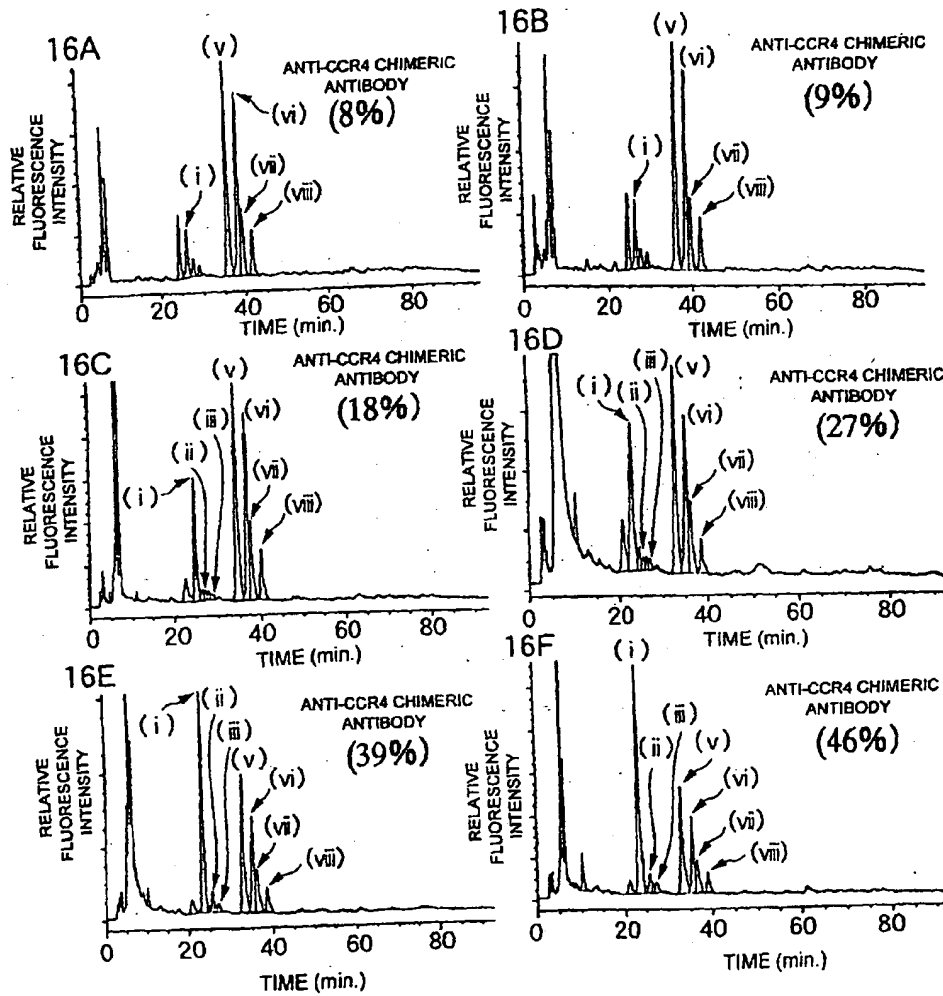 16A
(v)
ANTI-CCR4 CHIMERIC
ANTIBODY
(8%)
(vi)
(i)
(vii)
(viii)
RELATIVE
FLUORESCENCE
INTENSITY
0 20 40 60 80
TIME (min.)
16B
(v)
ANTI-CCR4 CHIMERIC
ANTIBODY
(9%)
(vi)
(i)
(vii)
(viii)
RELATIVE
FLUORESCENCE
INTENSITY
0 20 40 60 80
TIME (min.)
16C
(v)
ANTI-CCR4 CHIMERIC
ANTIBODY
(18%)
(iii)
(vi)
(ii)
(vii)
(i)
(viii)
RELATIVE
FLUORESCENCE
INTENSITY
0 20 40 60 80
TIME (min.)
16D
(iii)
(v)
ANTI-CCR4 CHIMERIC
ANTIBODY
(27%)
(ii)
(i)
(vi)
(vii)
(viii)
RELATIVE
FLUORESCENCE
INTENSITY
0 20 40 60 80
TIME (min.)
16E
(ii)
(i)
(iii)
ANTI-CCR4 CHIMERIC
ANTIBODY
(39%)
(v)
(vi)
(vii)
(viii)
RELATIVE
FLUORESCENCE
INTENSITY
0 20 40 60 80
TIME (min.)
16F
(i)
ANTI-CCR4 CHIMERIC
ANTIBODY
(46%)
(iii)
(ii)
(v)
(vi)
(vii)
(viii)
RELATIVE
FLUORESCENCE
INTENSITY
0 20 40 60 80
TIME (min.)